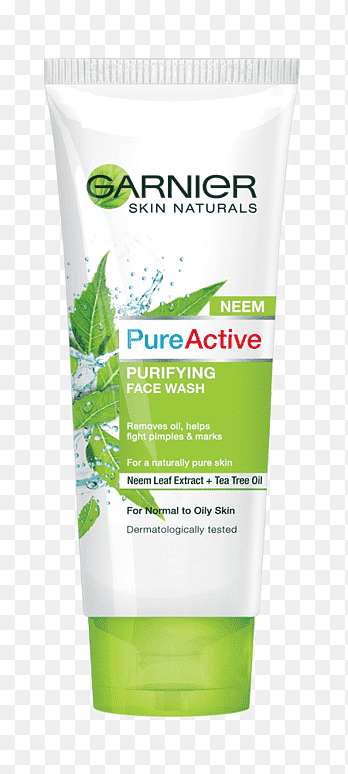 GARNIER
SKIN NATURALS
NEEM
PureActive
PURIFYING
FACE WASH
Removes oil, helps
fight pimples & marks
For a naturally pure skin
Neem Leaf Extract + Tea Tree Oil
For Normal to Oily Skin
Dermatologically tested